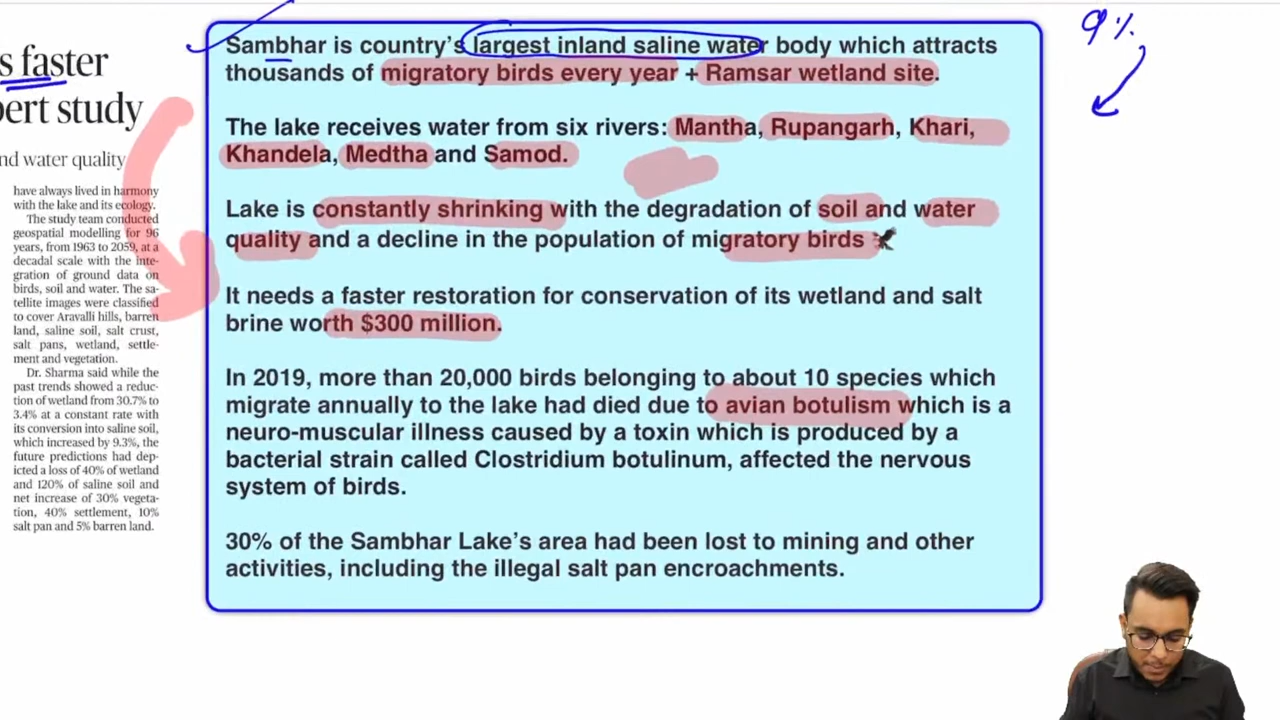 s faster
pert study
nd water quality
have always lived in harmony
with the lake and its ecology.
The study team conducted
geospatial modelling for 96
years, from 1963 to 2059, at a
decadal scale with the inte-
gration of ground data on
birds, soil and water. The sa-
tellite images were classified
to cover Aravalli hills, barren
land, saline soil, salt crust,
salt pans, wetland, settle-
ment and vegetation.
Dr. Sharma said while the
past trends showed a reduc-
tion of wetland from 30.7% to
3.4% at a constant rate with
its conversion into saline soil,
which increased by 9.3%, the
future predictions had dep-
icted a loss of 40% of wetland
and 120% of saline soil and
net increase of 30% vegeta-
tion, 40% settlement, 10%
salt pan and 5% barren land.
Sambhar is country's largest inland saline water body which attracts
thousands of migratory birds every year + Ramsar wetland site.
The lake receives water from six rivers: Mantha, Rupangarh, Khari,
Khandela, Medtha and Samod.
Lake is constantly shrinking with the degradation of soil and water
quality and a decline in the population of migratory birds
It needs a faster restoration for conservation of its wetland and salt
brine worth $300 million.
In 2019, more than 20,000 birds belonging to about 10 species which
migrate annually to the lake had died due to avian botulism which is a
neuro-muscular illness caused by a toxin which is produced by a
bacterial strain called Clostridium botulinum, affected the nervous
system of birds.
30% of the Sambhar Lake's area had been lost to mining and other
activities, including the illegal salt pan encroachments.
9%